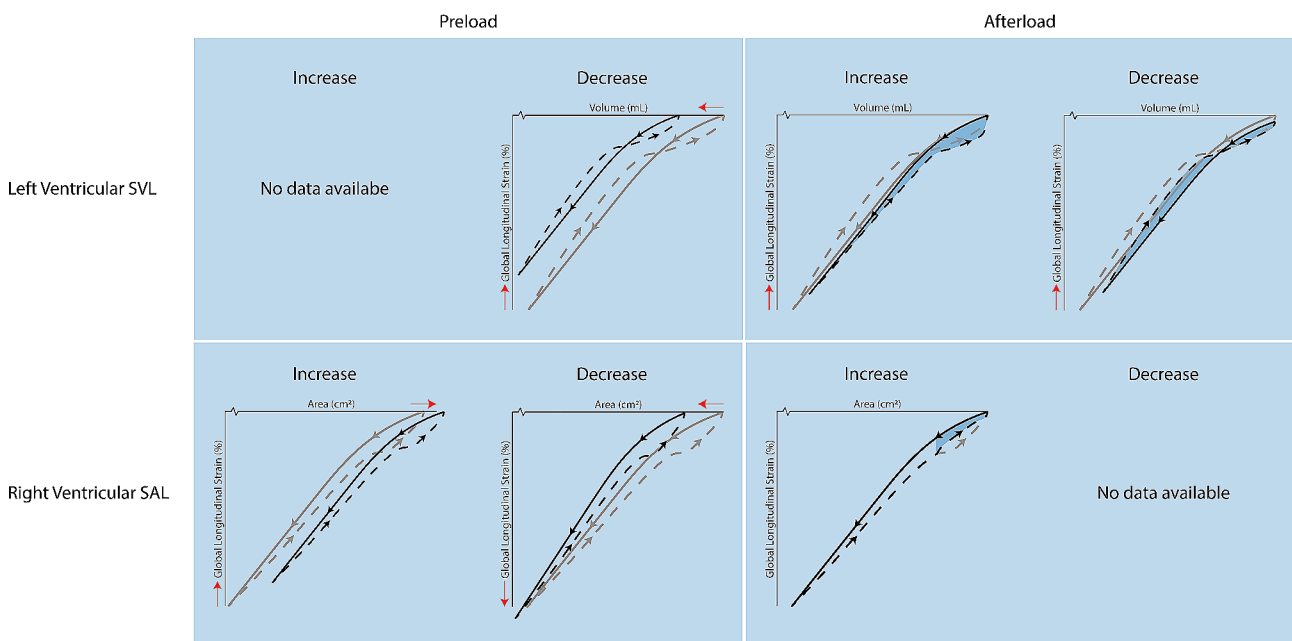 Preload
Afterload
Increase
Decrease
Increase
Decrease
Volume (mL)
Volume (mL)
Volume (mL)
Left Ventricular SVL
No data availabe
Global Longitudinal Strain (%)
Global Longitudinal Strain (%)
Global Longitudinal Strain (%)
Increase
Decrease
Increase
Decrease
Area (cm²)
Area (cm²)
Area (cm²)
Right Ventricular SAL
Global Longitudinal Strain (%)
Global Longitudinal Strain (%)
Global Longitudinal Strain (%)
No data available